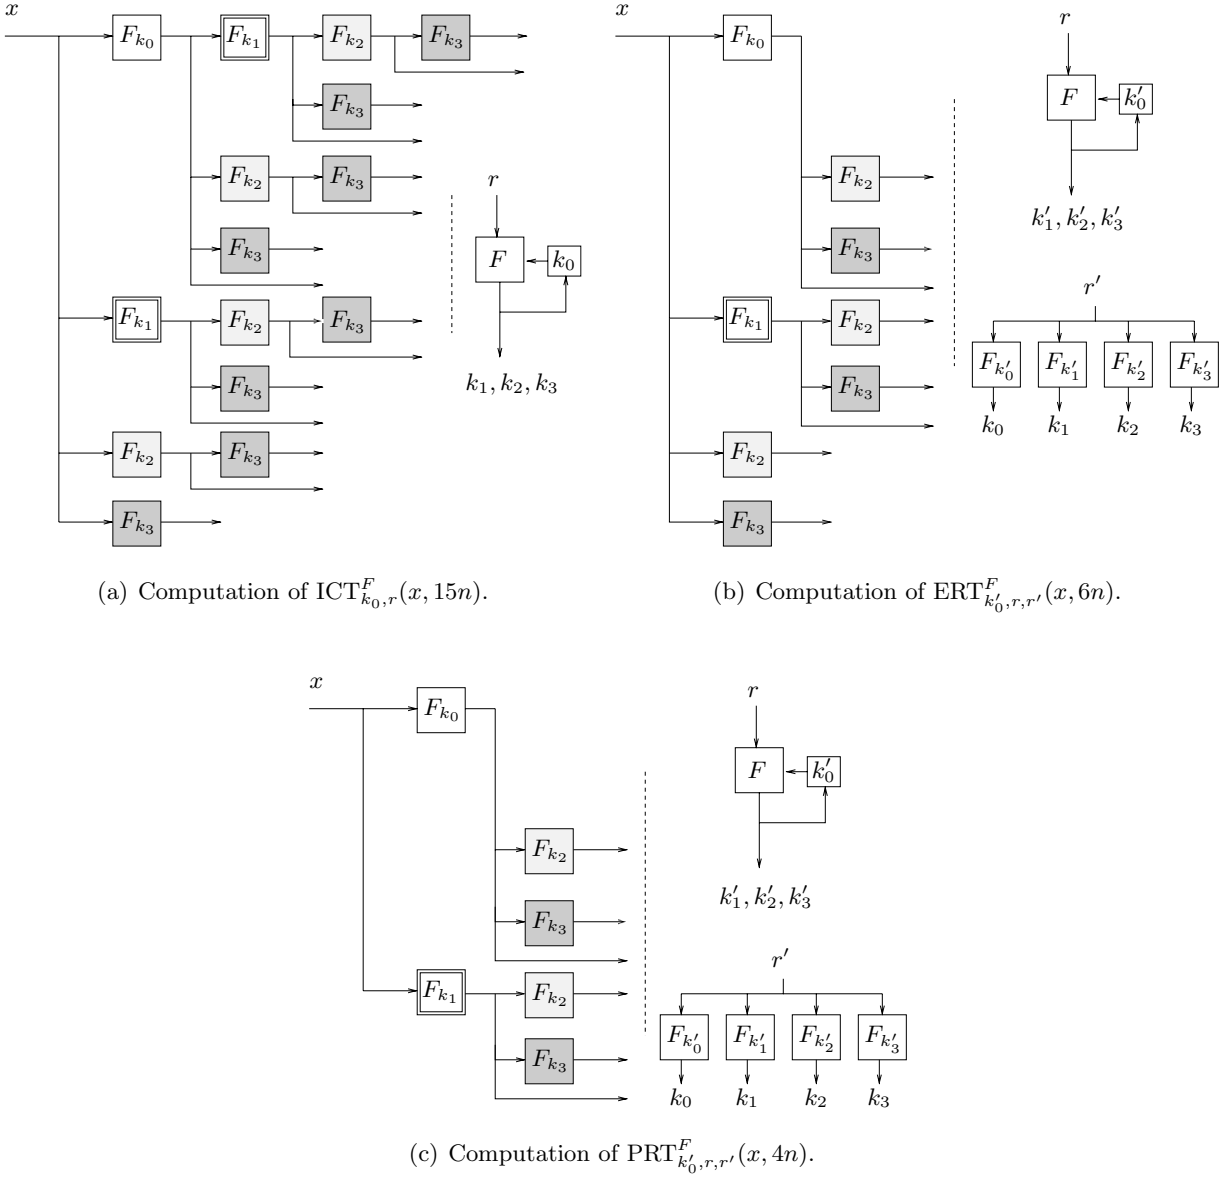 x
F_{k_0} F_{k_1} F_{k_2} F_{k_3}
F_{k_3}
F_{k_2} F_{k_3}
F_{k_3}
F_{k_1} F_{k_2} F_{k_3}
F_{k_3}
F_{k_2} F_{k_3}
F_{k_3}
r
F k_0
k_1, k_2, k_3
(a) Computation of ICT^F_{k_0,r}(x, 15n).
x
F_{k_0}
F_{k_2}
F_{k_3}
F_{k_1} F_{k_2}
F_{k_3}
F_{k_2}
F_{k_3}
r
F k'_0
k'_1, k'_2, k'_3
r'
F_{k'_0} F_{k'_1} F_{k'_2} F_{k'_3}
k_0 k_1 k_2 k_3
(b) Computation of ERT^F_{k'_0,r,r'}(x, 6n).
x
F_{k_0}
F_{k_2}
F_{k_3}
F_{k_1} F_{k_2}
F_{k_3}
r
F k'_0
k'_1, k'_2, k'_3
r'
F_{k'_0} F_{k'_1} F_{k'_2} F_{k'_3}
k_0 k_1 k_2 k_3
(c) Computation of PRT^F_{k'_0,r,r'}(x, 4n).